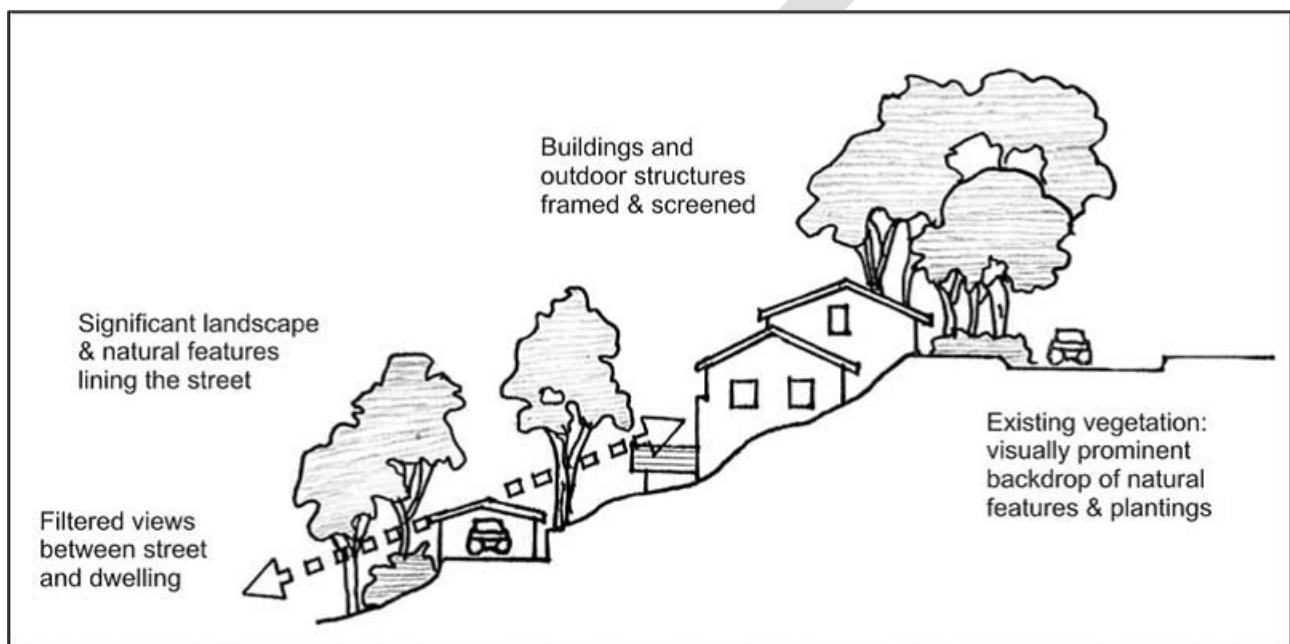 Buildings and
outdoor structures
framed & screened
Significant landscape
& natural features
lining the street
Existing vegetation:
visually prominent
backdrop of natural
features & plantings
Filtered views
between street
and dwelling